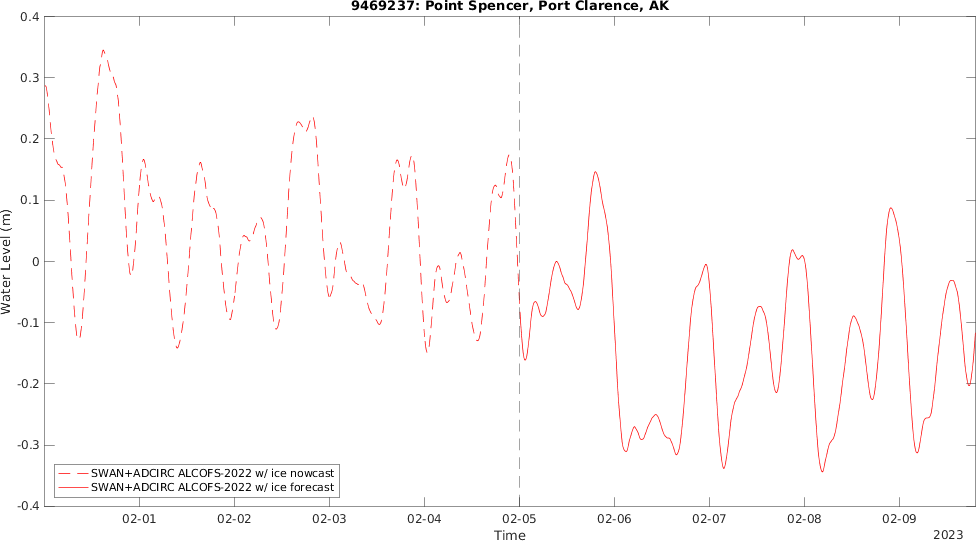 9469237: Point Spencer, Port Clarence, AK
0.4
0.3
0.2
0.1
0
-0.1
-0.2
-0.3
-0.4
Water Level (m)
SWAN+ADCIRC ALCOFS-2022 w/ ice nowcast
SWAN+ADCIRC ALCOFS-2022 w/ ice forecast
02-01 02-02 02-03 02-04 02-05 02-06 02-07 02-08 02-09
Time
2023